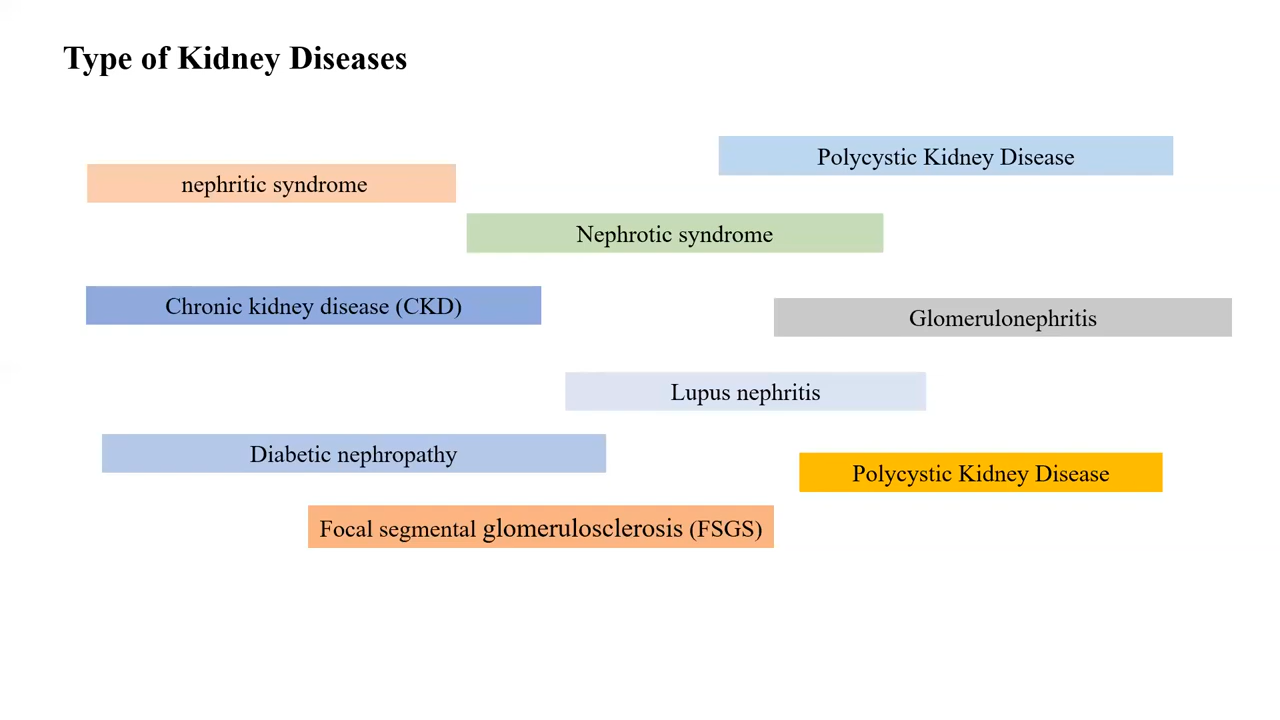 Type of Kidney Diseases
Polycystic Kidney Disease
nephritic syndrome
Nephrotic syndrome
Chronic kidney disease (CKD)
Glomerulonephritis
Lupus nephritis
Diabetic nephropathy
Polycystic Kidney Disease
Focal segmental glomerulosclerosis (FSGS)